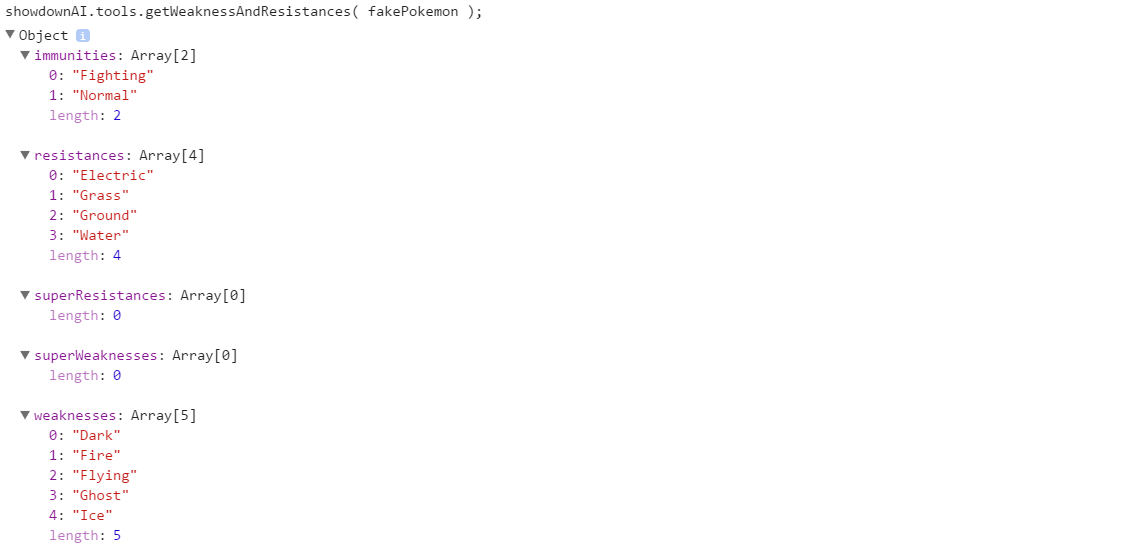 showdownAI.tools.getWeaknessAndResistances( fakePokemon );
▼Object i
▼immunities: Array[2]
0: "Fighting"
1: "Normal"
length: 2
▼resistances: Array[4]
0: "Electric"
1: "Grass"
2: "Ground"
3: "Water"
length: 4
▼superResistances: Array[0]
length: 0
▼superWeaknesses: Array[0]
length: 0
▼weaknesses: Array[5]
0: "Dark"
1: "Fire"
2: "Flying"
3: "Ghost"
4: "Ice"
length: 5